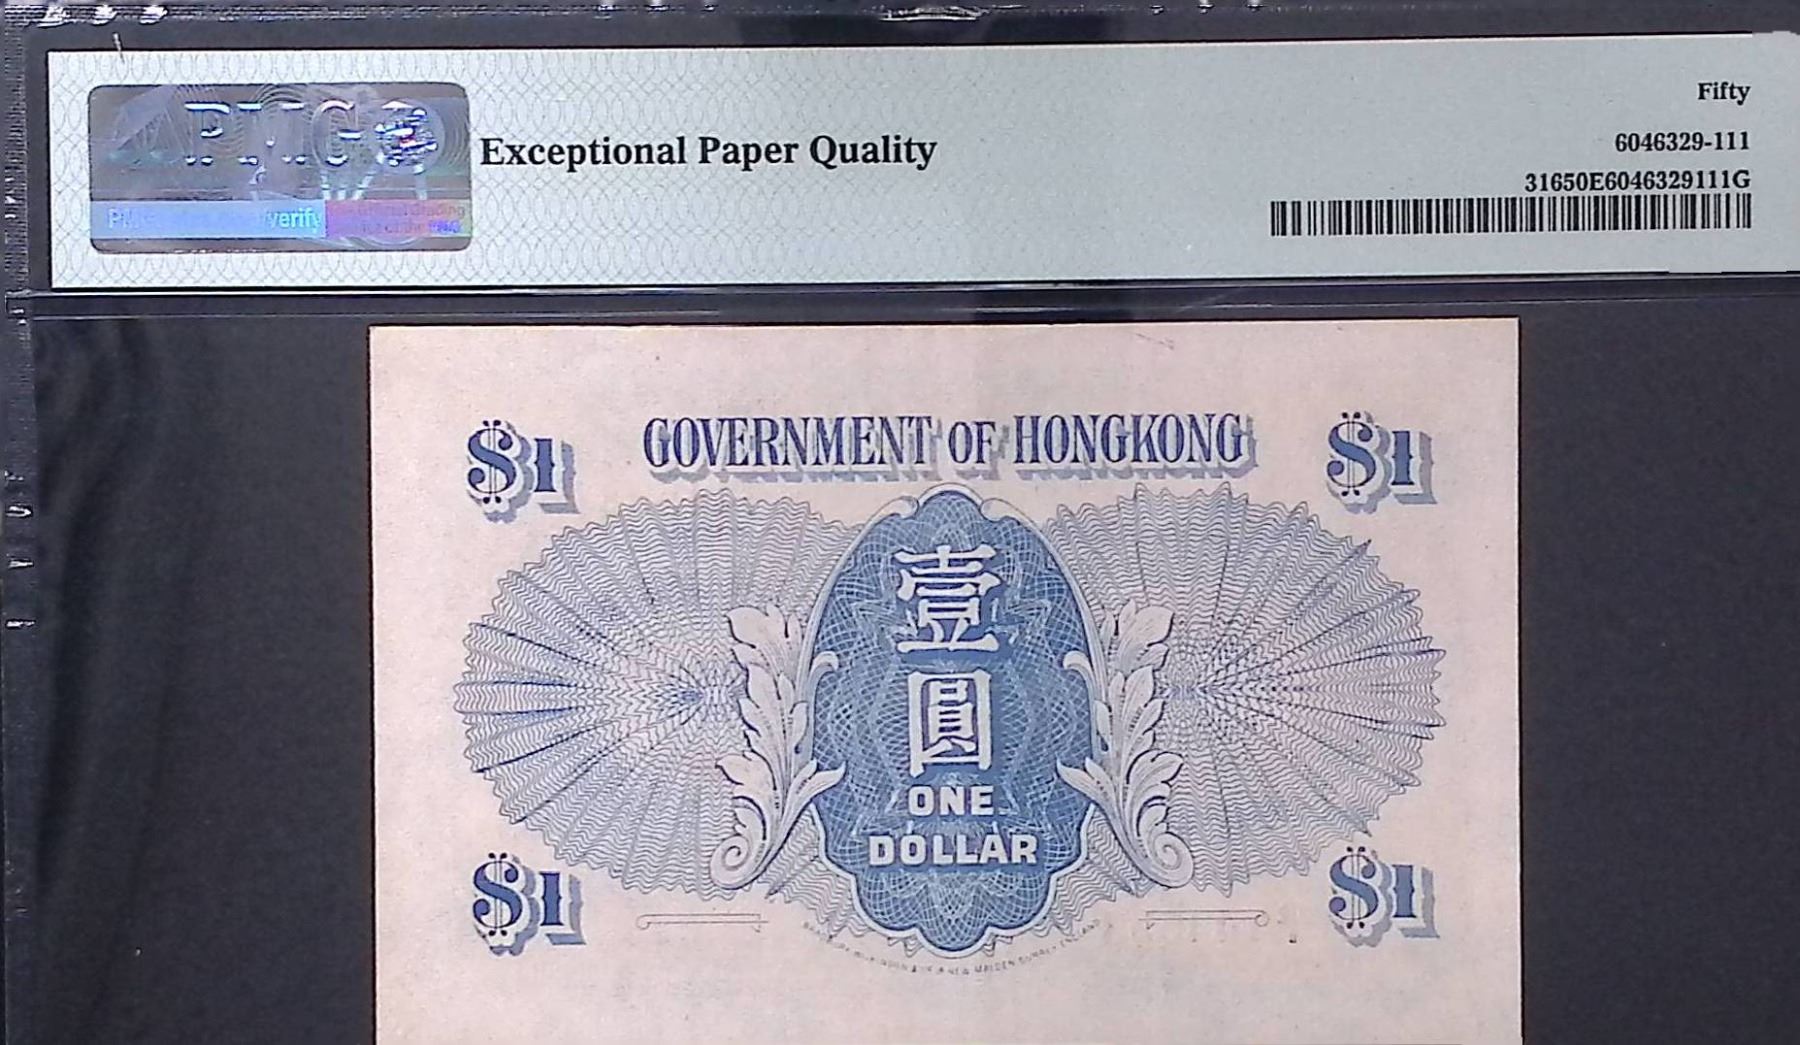 Fifty
PMG
Exceptional Paper Quality
6046329-111
31650E6046329111G
verify
GOVERNMENT OF HONGKONG
$1
$1
壹
圓
ONE
DOLLAR
$1
$1